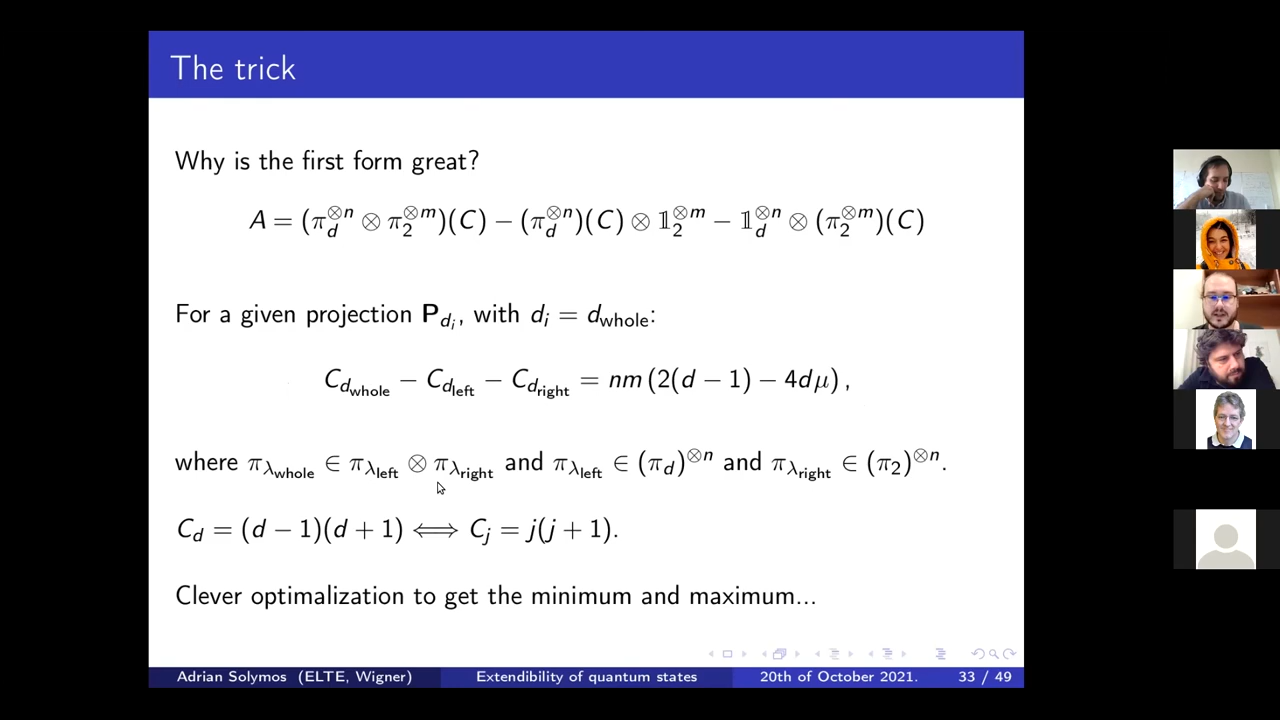 The trick
Why is the first form great?
A = (π_d^{⊗n} ⊗ π_2^{⊗m})(C) − (π_d^{⊗n})(C) ⊗ 𝟙_2^{⊗m} − 𝟙_d^{⊗n} ⊗ (π_2^{⊗m})(C)
For a given projection P_{d_i}, with d_i = d_whole:
C_{d_whole} − C_{d_left} − C_{d_right} = nm (2(d − 1) − 4dμ) ,
where π_{λ_whole} ∈ π_{λ_left} ⊗ π_{λ_right} and π_{λ_left} ∈ (π_d)^{⊗n} and π_{λ_right} ∈ (π_2)^{⊗n}.
C_d = (d − 1)(d + 1) ⟺ C_j = j(j + 1).
Clever optimalization to get the minimum and maximum...
Adrian Solymos (ELTE, Wigner) Extendibility of quantum states 20th of October 2021. 33 / 49